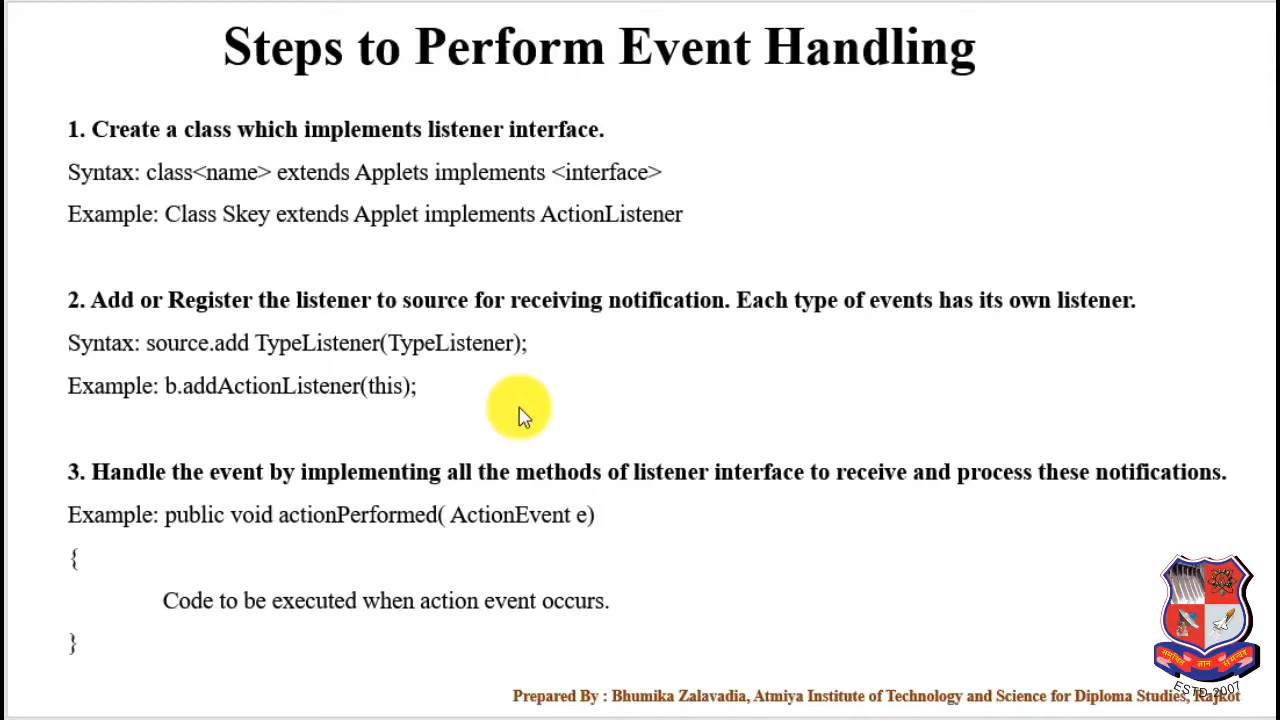 Steps to Perform Event Handling
1. Create a class which implements listener interface.
Syntax: class<name> extends Applets implements <interface>
Example: Class Skey extends Applet implements ActionListener
2. Add or Register the listener to source for receiving notification. Each type of events has its own listener.
Syntax: source.add TypeListener(TypeListener);
Example: b.addActionListener(this);
3. Handle the event by implementing all the methods of listener interface to receive and process these notifications.
Example: public void actionPerformed( ActionEvent e)
{
Code to be executed when action event occurs.
}
ज्ञान
ESTD-2007
Prepared By : Bhumika Zalavadia, Atmiya Institute of Technology and Science for Diploma Studies, Rajkot